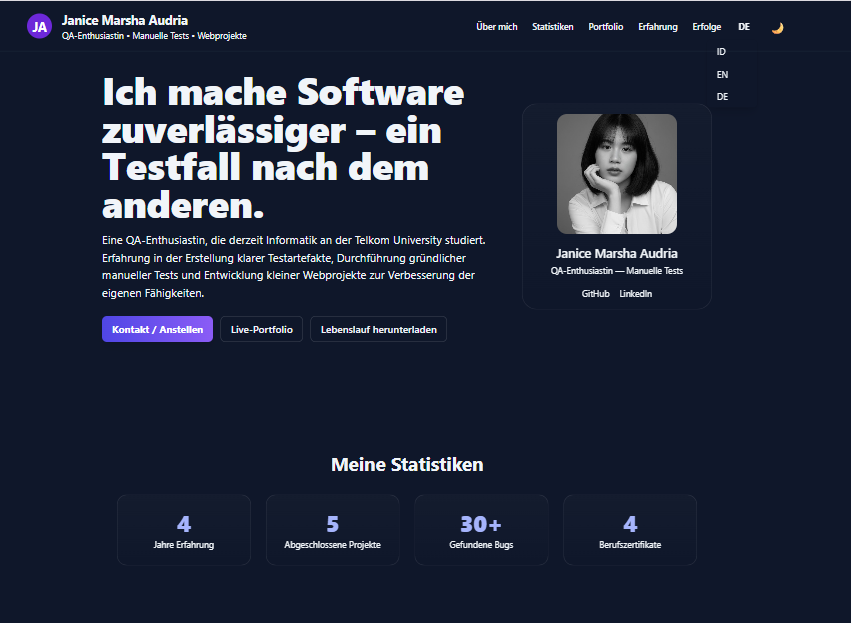 JA
Janice Marsha Audria
QA-Enthusiastin • Manuelle Tests • Webprojekte
Über mich
Statistiken
Portfolio
Erfahrung
Erfolge
DE
ID
EN
DE
Ich mache Software
zuverlässiger – ein
Testfall nach dem
anderen.
Eine QA-Enthusiastin, die derzeit Informatik an der Telkom University studiert.
Erfahrung in der Erstellung klarer Testartefakte, Durchführung gründlicher
manueller Tests und Entwicklung kleiner Webprojekte zur Verbesserung der
eigenen Fähigkeiten.
Kontakt / Anstellen
Live-Portfolio
Lebenslauf herunterladen
Janice Marsha Audria
QA-Enthusiastin — Manuelle Tests
GitHub
LinkedIn
Meine Statistiken
4
Jahre Erfahrung
5
Abgeschlossene Projekte
30+
Gefundene Bugs
4
Berufszertifikate